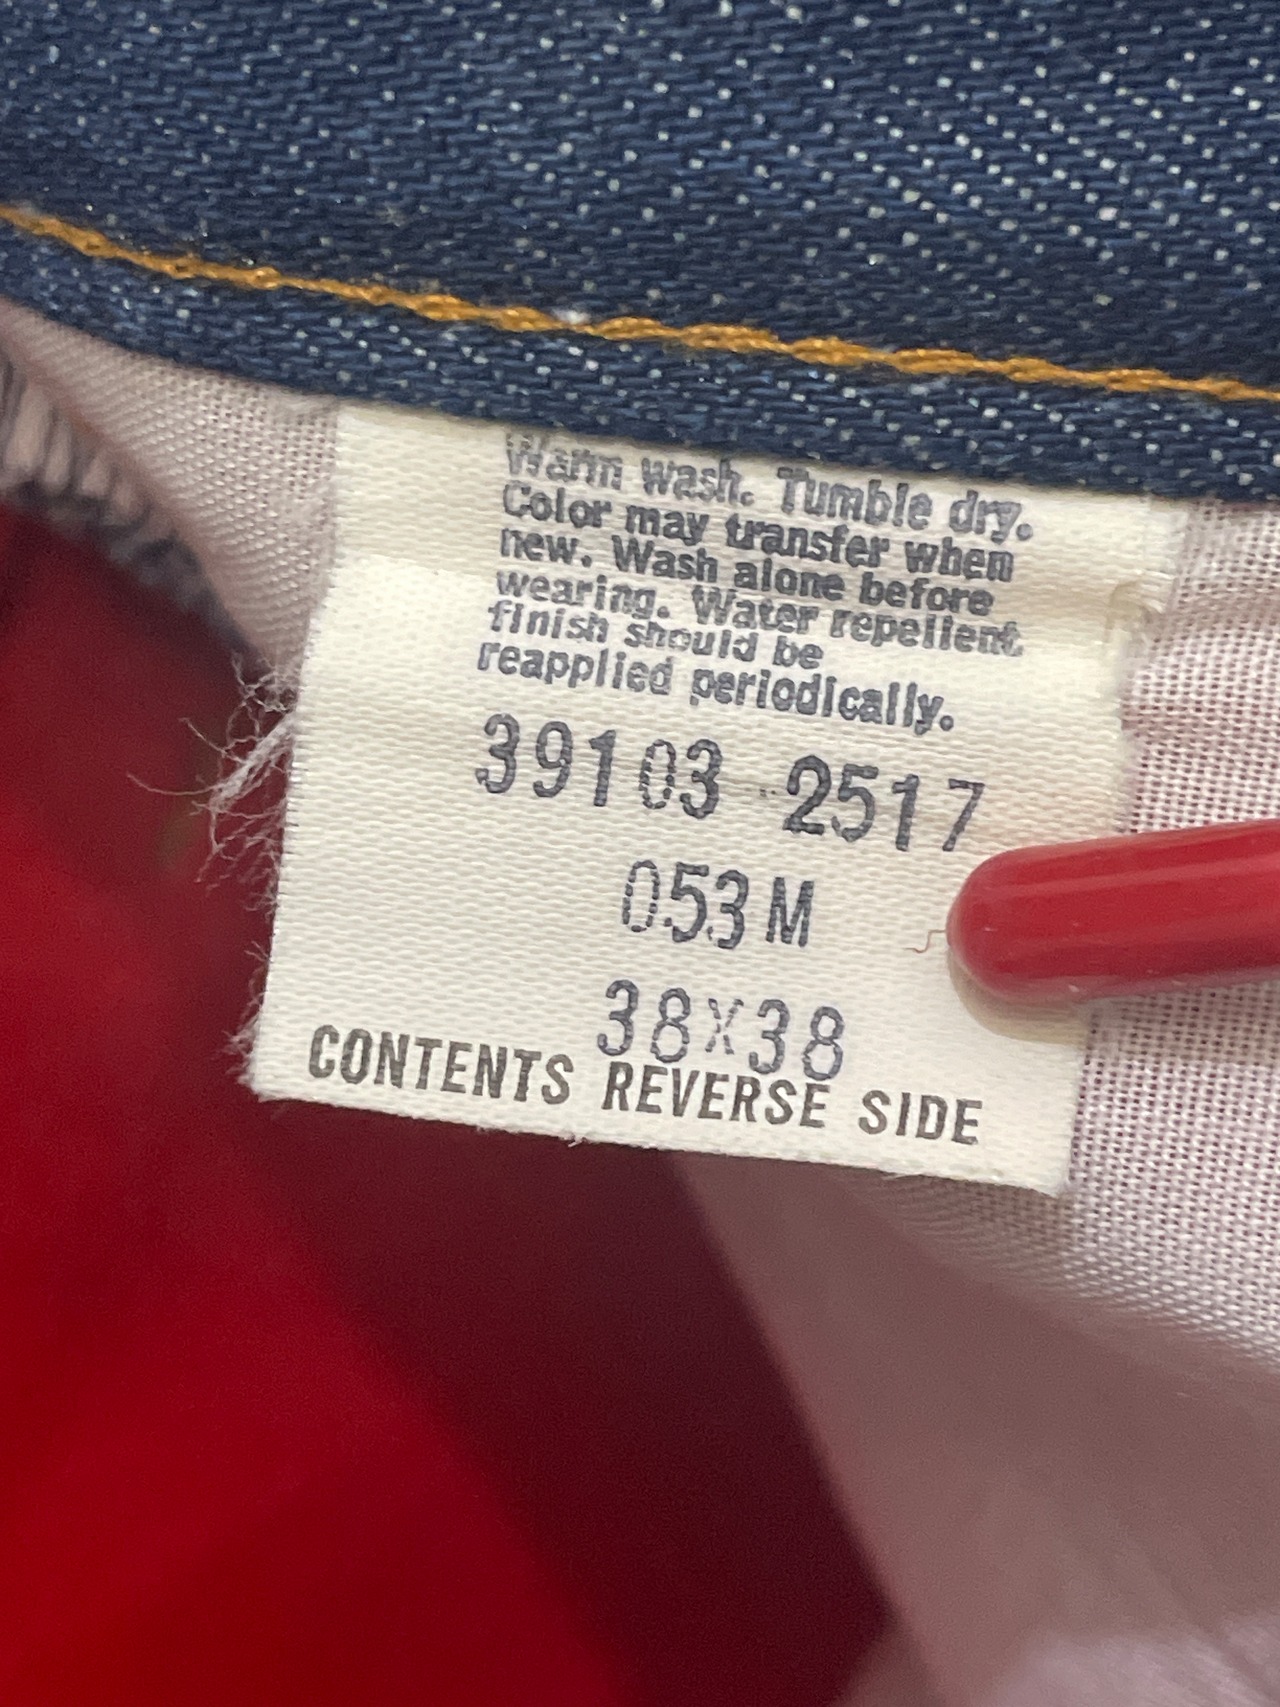 Warm wash. Tumble dry.
Color may transfer when
new. Wash alone before
wearing. Water repellent
finish should be
reapplied periodically.
39103 2517
053 M
38X38
CONTENTS REVERSE SIDE